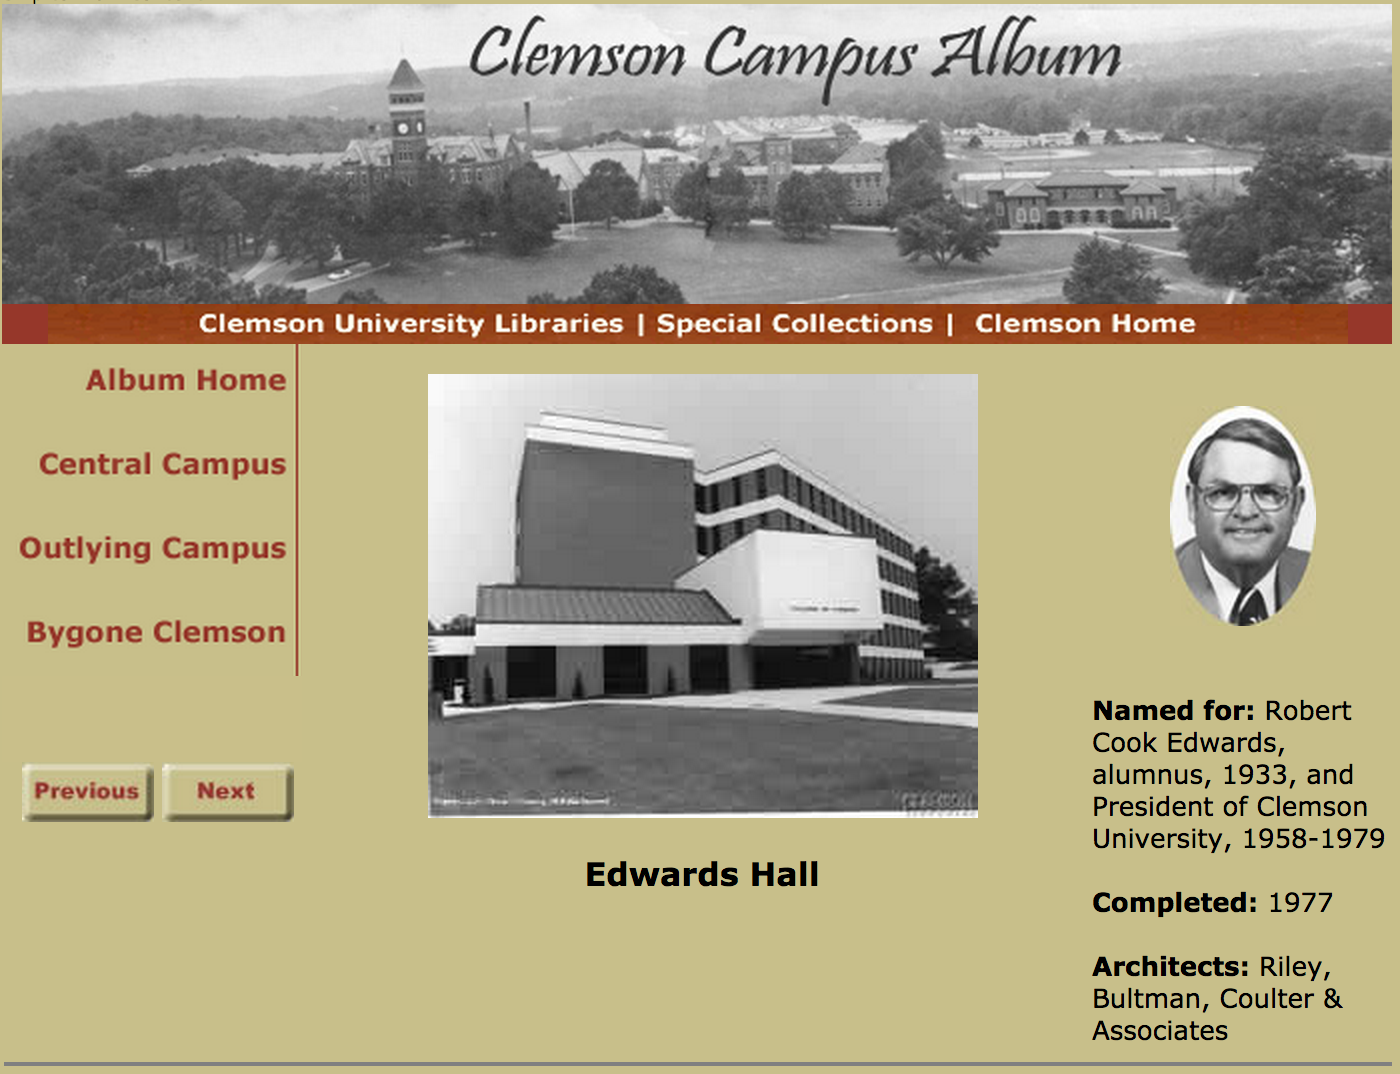 Clemson Campus Album
Clemson University Libraries | Special Collections | Clemson Home
Album Home
Central Campus
Outlying Campus
Bygone Clemson
Previous
Next
Edwards Hall
Named for: Robert
Cook Edwards,
alumnus, 1933, and
President of Clemson
University, 1958-1979
Completed: 1977
Architects: Riley,
Bultman, Coulter &
Associates